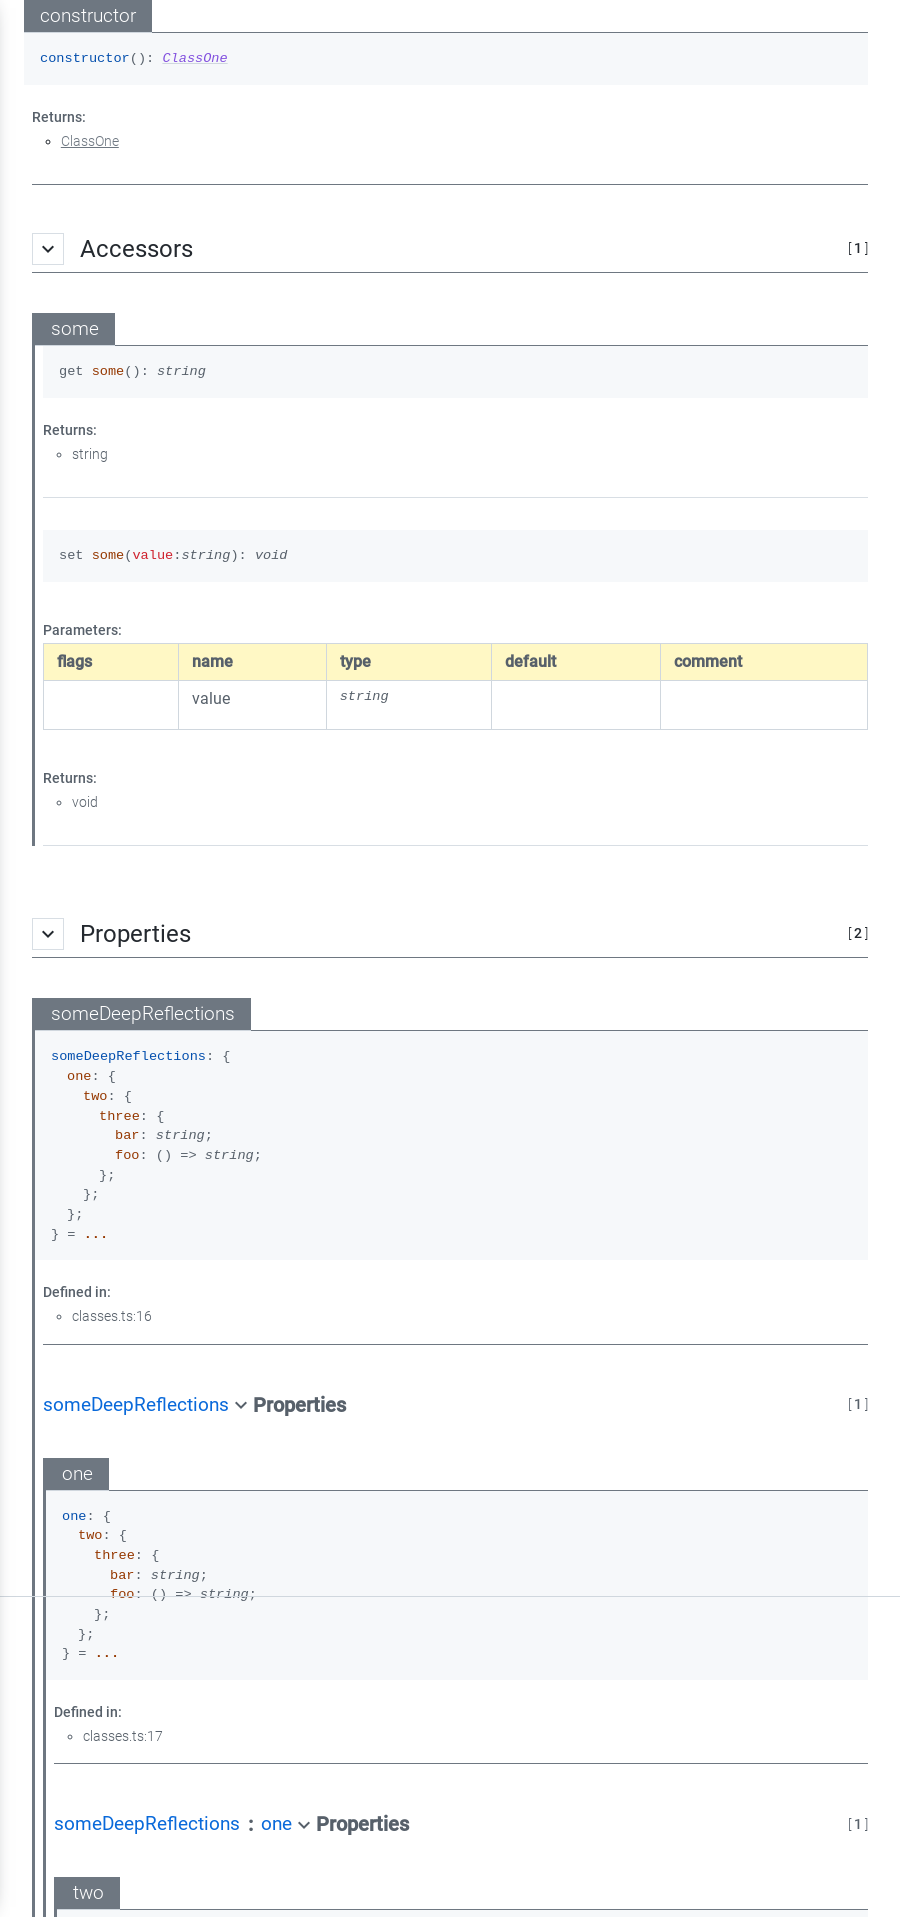 constructor
constructor(): ClassOne
Returns:
ClassOne
Accessors [ 1 ]
some
get some(): string
Returns:
string
set some(value:string): void
Parameters:
flags name type default comment
value string
Returns:
void
Properties [ 2 ]
someDeepReflections
someDeepReflections: {
one: {
two: {
three: {
bar: string;
foo: () => string;
};
};
};
} = ...
Defined in:
classes.ts:16
someDeepReflections Properties [ 1 ]
one
one: {
two: {
three: {
bar: string;
foo: () => string;
};
};
} = ...
Defined in:
classes.ts:17
someDeepReflections : one Properties [ 1 ]
two